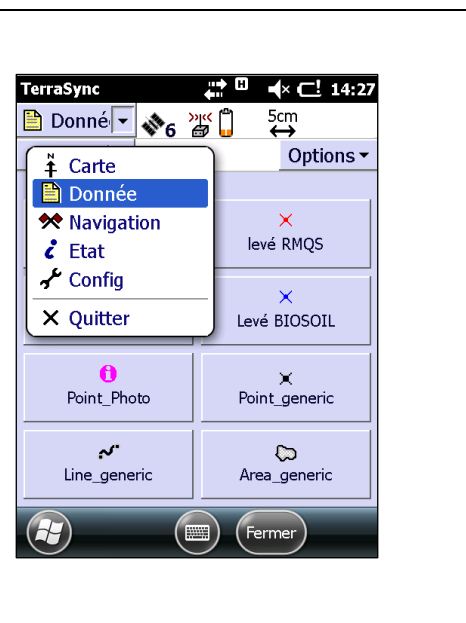 TerraSync
H
14:27
Donné
6
5cm
Options
N
Carte
Donnée
Navigation
Etat
Config
Quitter
levé RMQS
Levé BIOSOIL
Point_Photo
Point_generic
Line_generic
Area_generic
Fermer